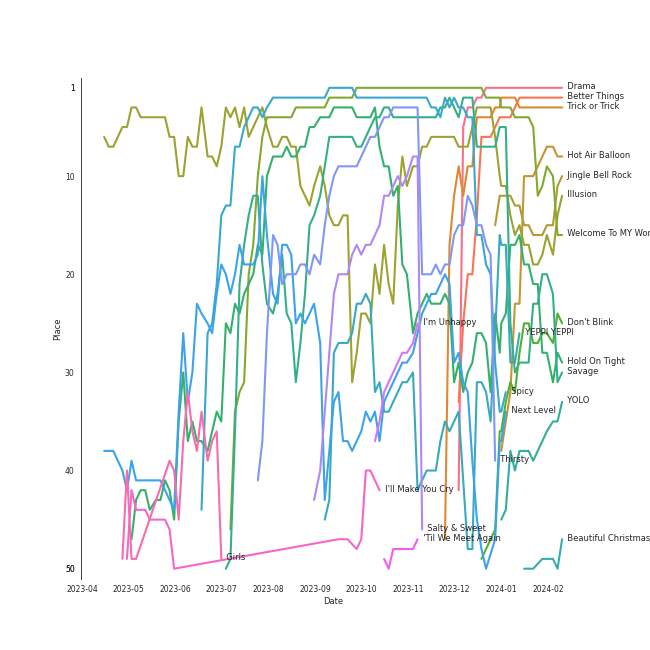 1
Drama
Better Things
Trick or Trick
Hot Air Balloon
10
Jingle Bell Rock
Illusion
Welcome To MY Wor
20
I'm Unhappy
Don't Blink
YEPPI YEPPI
Place
Hold On Tight
30
Savage
Spicy
YOLO
Next Level
40
Thirsty
I'll Make You Cry
Salty & Sweet
'Til We Meet Again
Beautiful Christmas
Girls
50
2023-04 2023-05 2023-06 2023-07 2023-08 2023-09 2023-10 2023-11 2023-12 2024-01 2024-02
Date